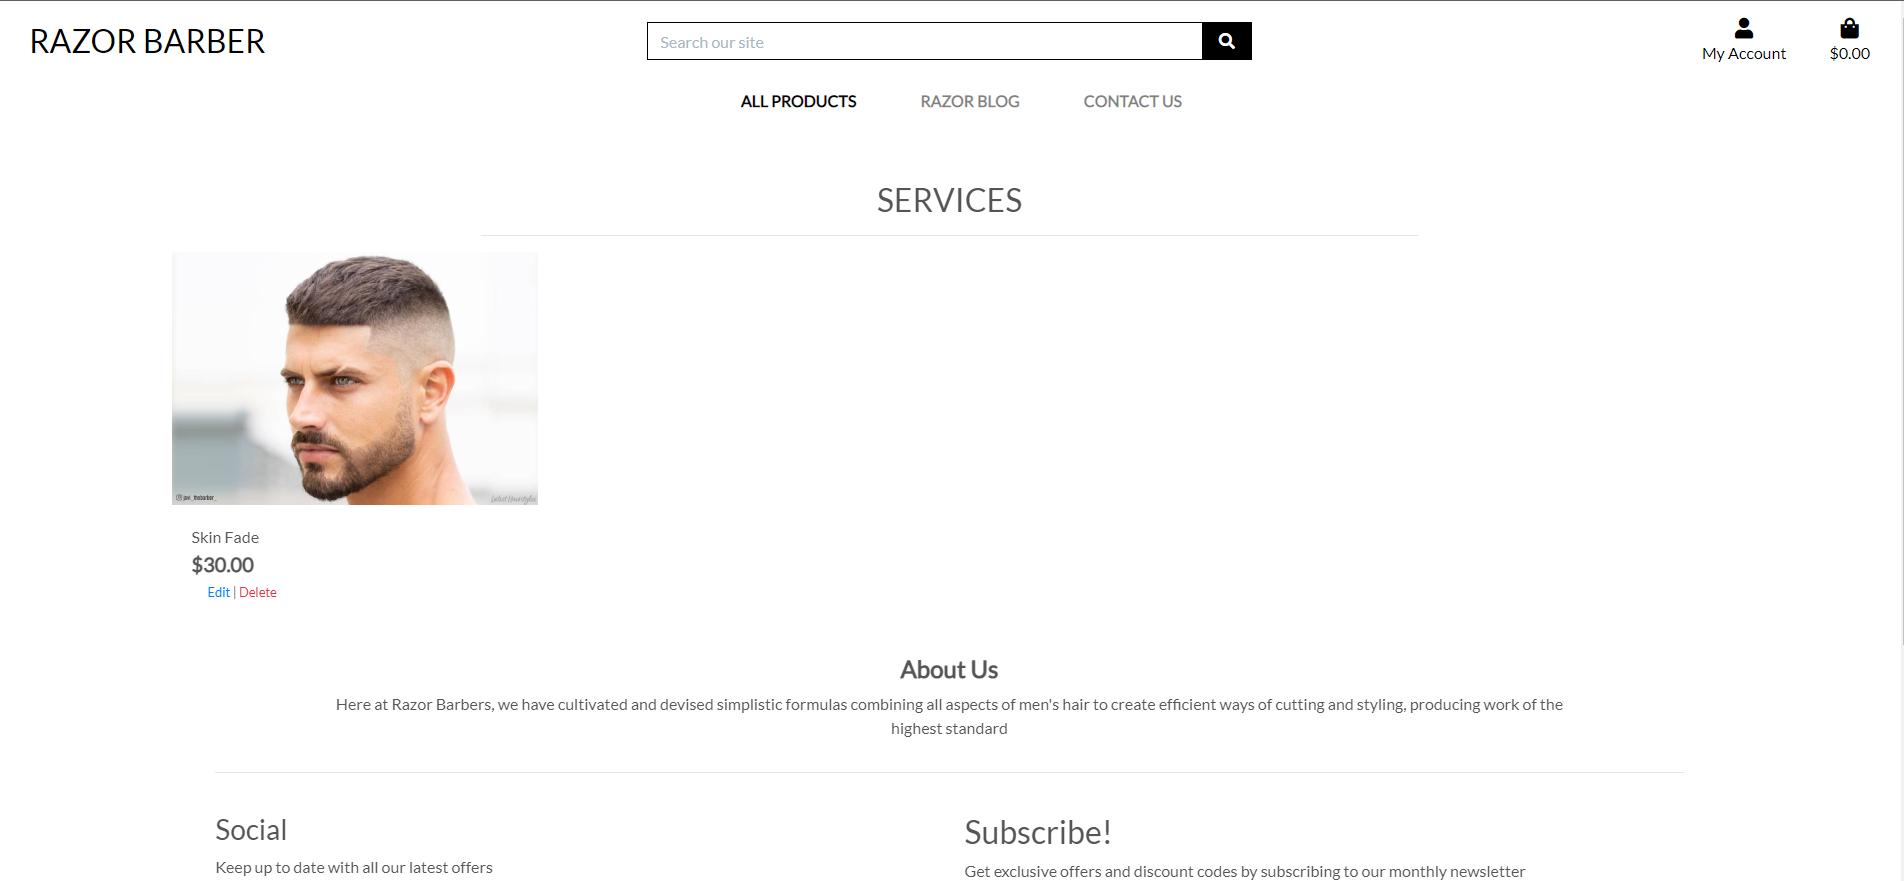 RAZOR BARBER
Search our site
My Account
$0.00
ALL PRODUCTS
RAZOR BLOG
CONTACT US
SERVICES
Skin Fade
$30.00
Edit | Delete
About Us
Here at Razor Barbers, we have cultivated and devised simplistic formulas combining all aspects of men's hair to create efficient ways of cutting and styling, producing work of the
highest standard
Social
Keep up to date with all our latest offers
Subscribe!
Get exclusive offers and discount codes by subscribing to our monthly newsletter